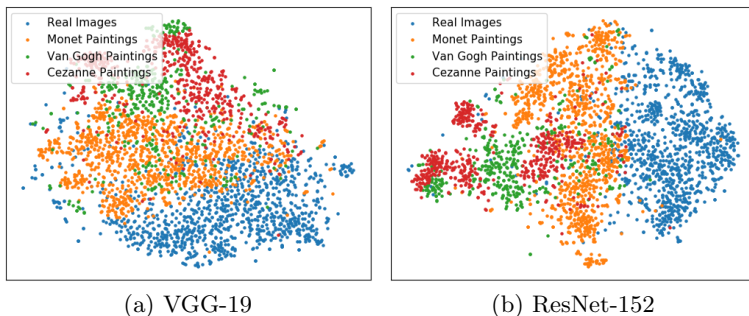 Real Images
Monet Paintings
Van Gogh Paintings
Cezanne Paintings
(a) VGG-19
Real Images
Monet Paintings
Van Gogh Paintings
Cezanne Paintings
(b) ResNet-152